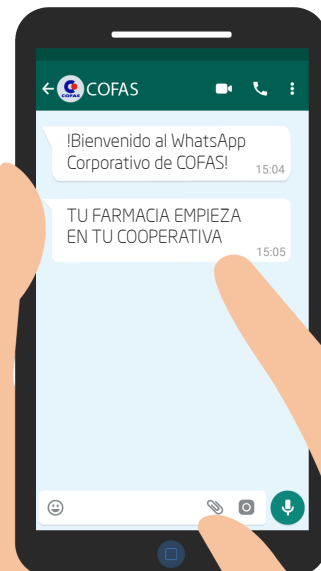 COFAS
COFAS
!Bienvenido al WhatsApp
Corporativo de COFAS!
15:04
TU FARMACIA EMPIEZA
EN TU COOPERATIVA
15:05